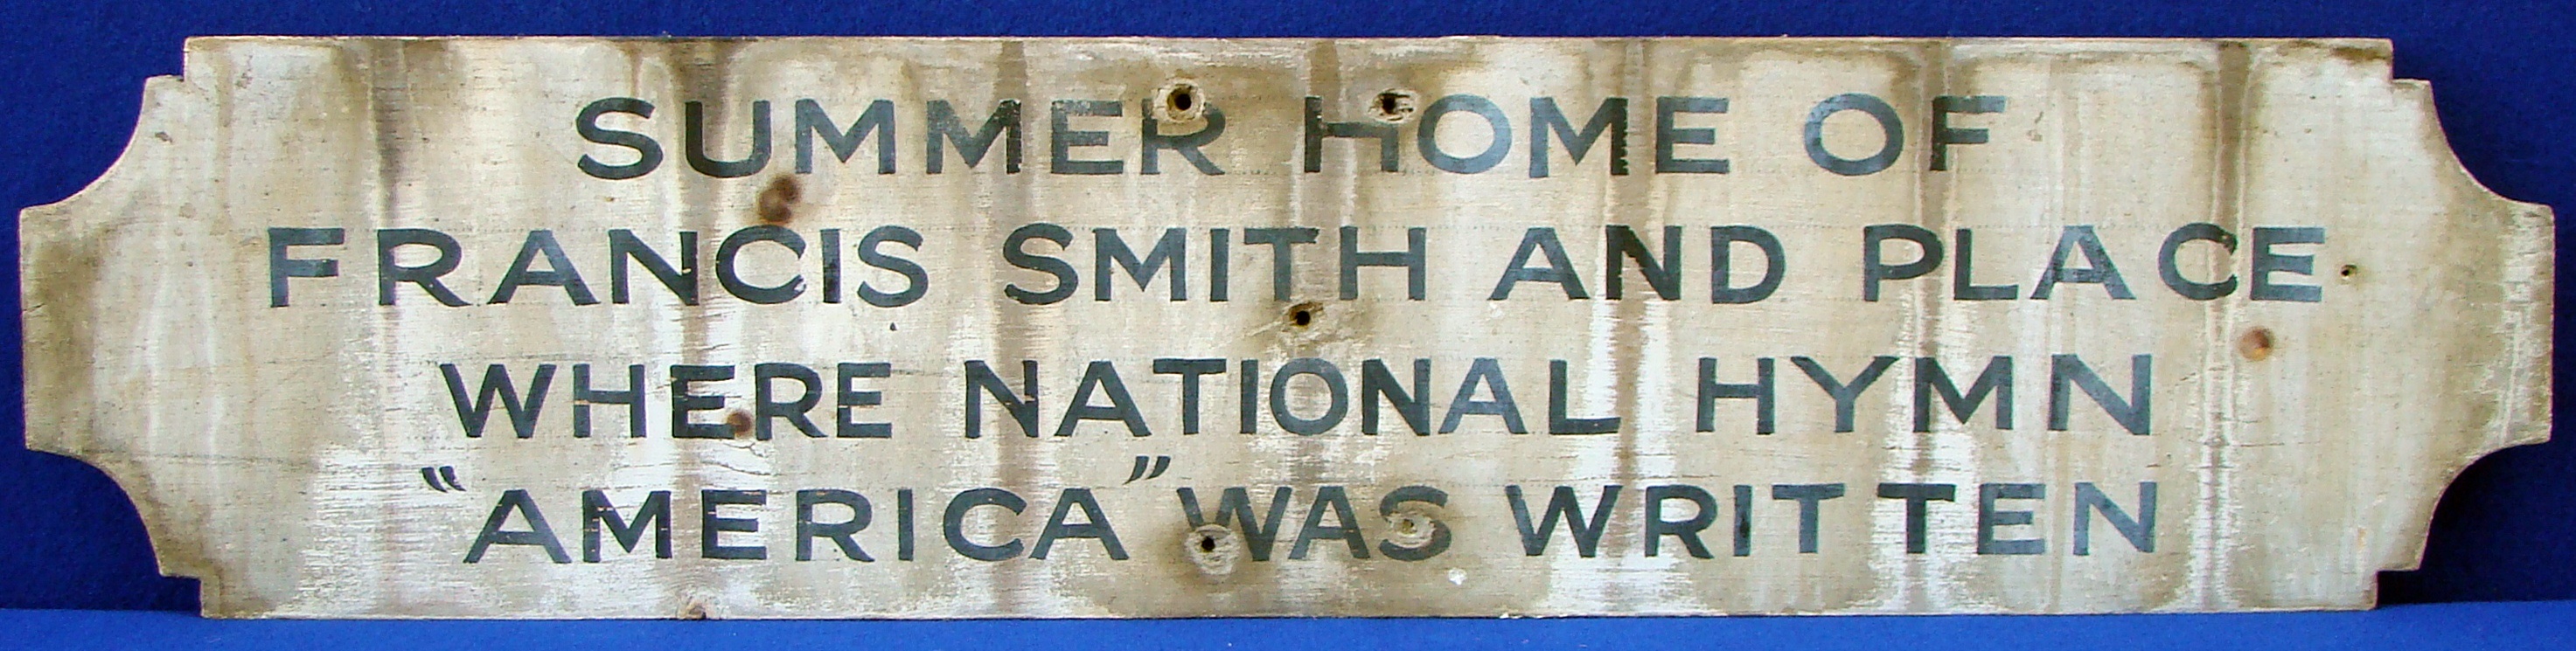 SUMMER HOME OF
FRANCIS SMITH AND PLACE
WHERE NATIONAL HYMN
"AMERICA" WAS WRITTEN